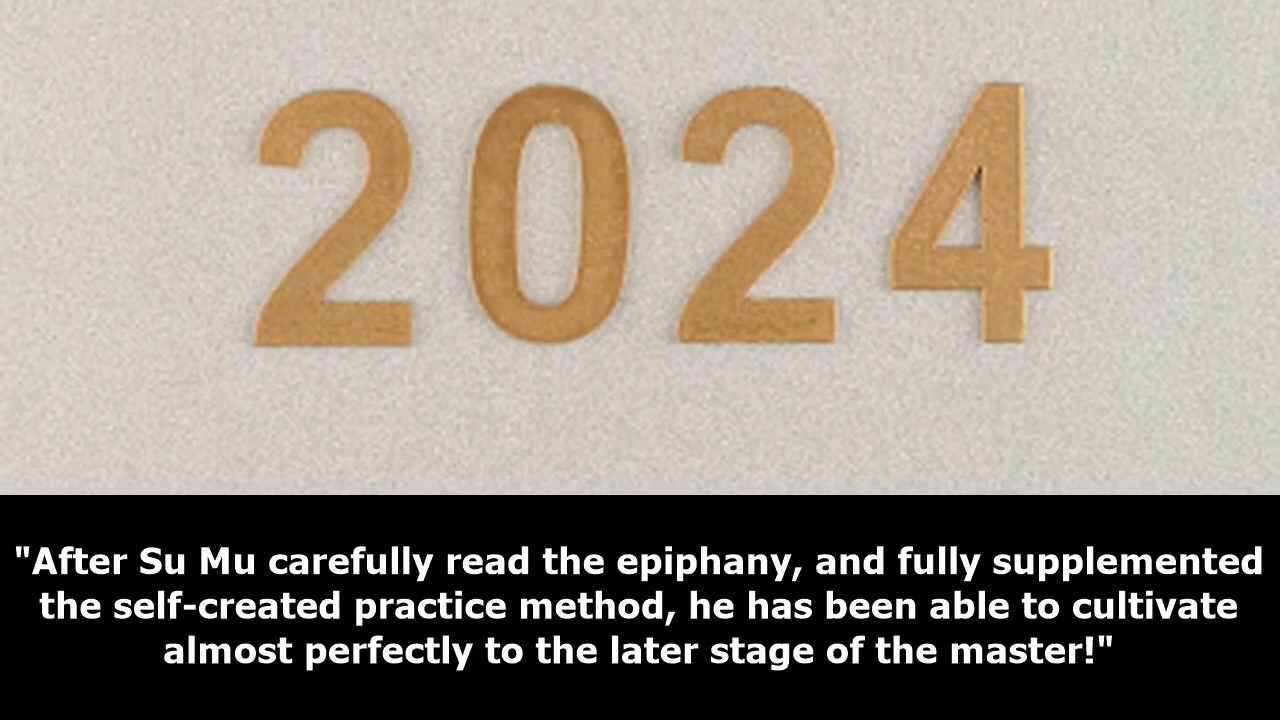 2024
"After Su Mu carefully read the epiphany, and fully supplemented
the self-created practice method, he has been able to cultivate
almost perfectly to the later stage of the master!"